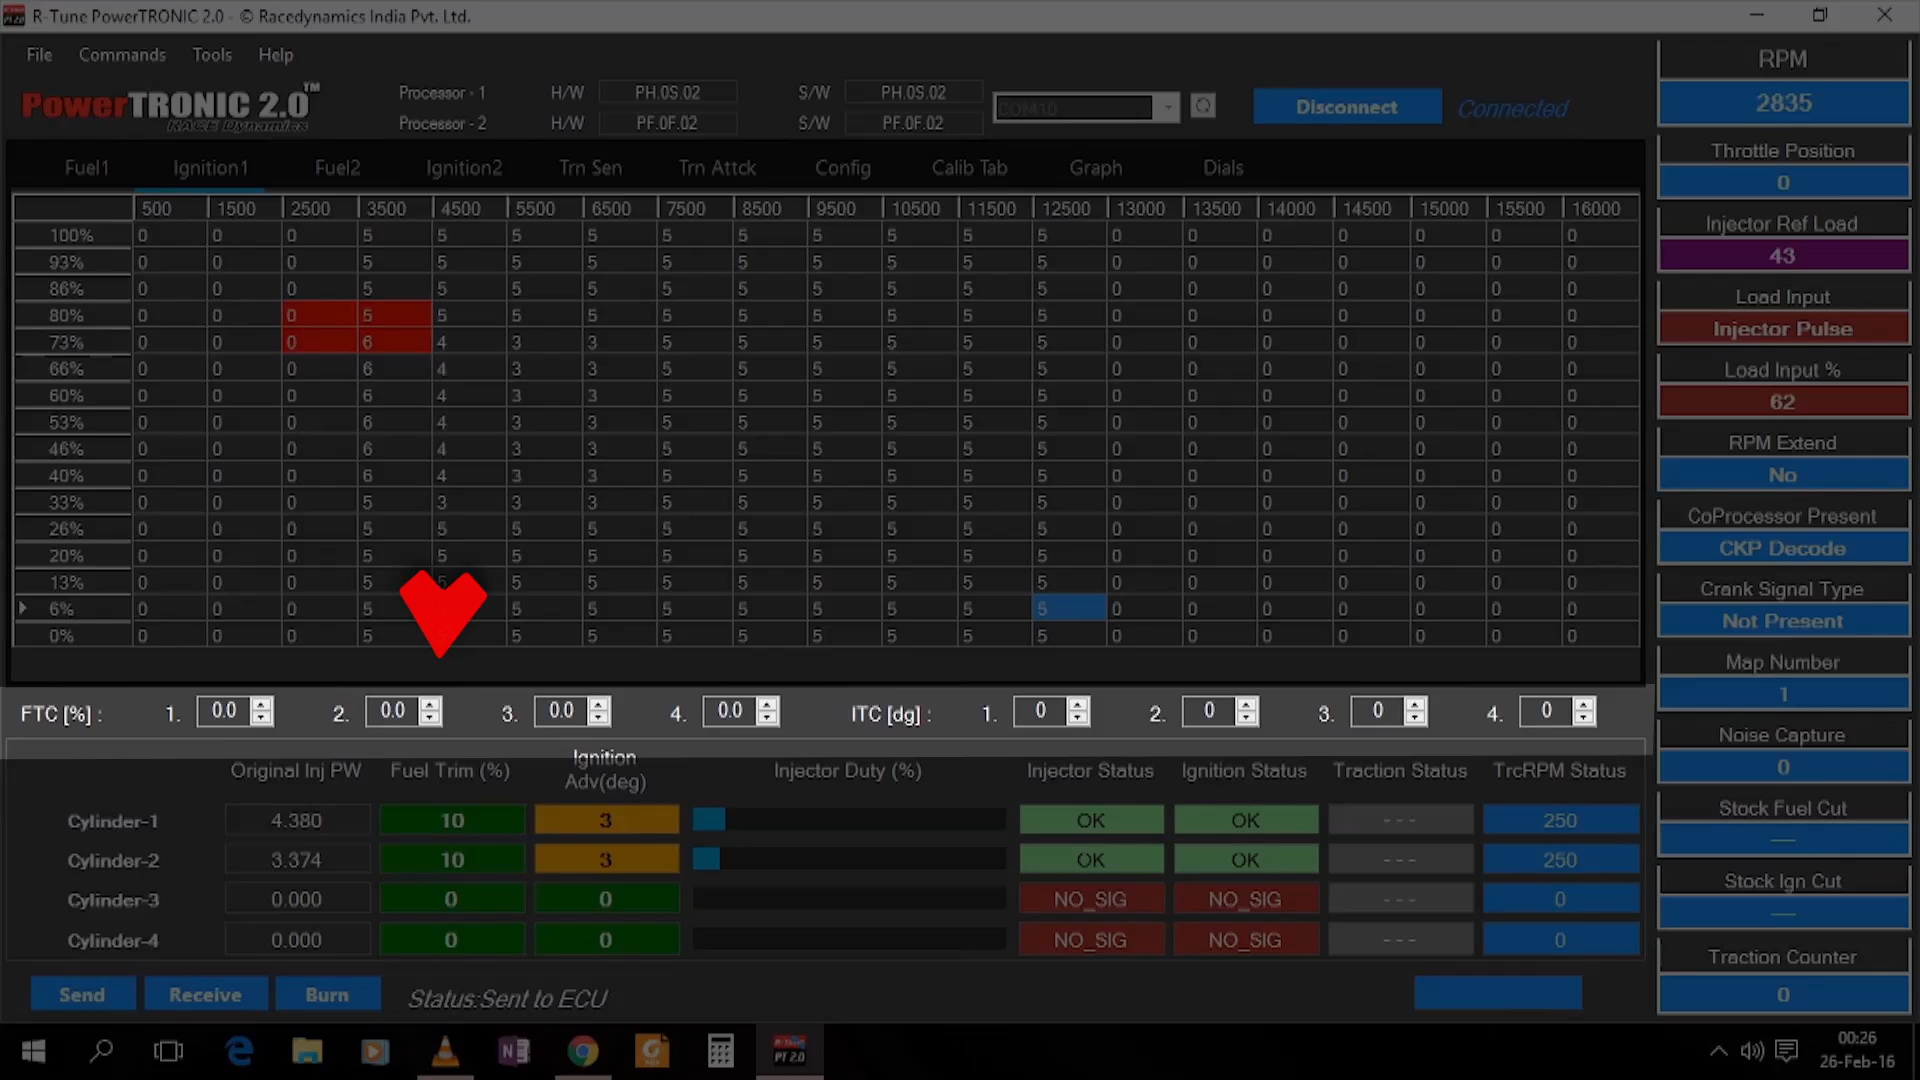 R-Tune PowerTRONIC 2.0 - © Racedynamics India Pvt. Ltd.
File Commands Tools Help
PowerTRONIC 2.0™
RACE Dynamics
Processor - 1 H/W PH.0S.02 S/W PH.0S.02
Processor - 2 H/W PF.0F.02 S/W PF.0F.02
COM10 Disconnect Connected
Fuel1 Ignition1 Fuel2 Ignition2 Trn Sen Trn Attck Config Calib Tab Graph Dials
500 1500 2500 3500 4500 5500 6500 7500 8500 9500 10500 11500 12500 13000 13500 14000 14500 15000 15500 16000
100% 0 0 0 5 5 5 5 5 5 5 5 5 5 0 0 0 0 0 0 0
93% 0 0 0 5 5 5 5 5 5 5 5 5 5 0 0 0 0 0 0 0
86% 0 0 0 5 5 5 5 5 5 5 5 5 5 0 0 0 0 0 0 0
80% 0 0 0 5 5 5 5 5 5 5 5 5 5 0 0 0 0 0 0 0
73% 0 0 0 6 4 3 3 5 5 5 5 5 5 0 0 0 0 0 0 0
66% 0 0 0 6 4 3 3 5 5 5 5 5 5 0 0 0 0 0 0 0
60% 0 0 0 6 4 3 3 5 5 5 5 5 5 0 0 0 0 0 0 0
53% 0 0 0 6 4 3 3 5 5 5 5 5 5 0 0 0 0 0 0 0
46% 0 0 0 6 4 3 3 5 5 5 5 5 5 0 0 0 0 0 0 0
40% 0 0 0 6 4 3 3 5 5 5 5 5 5 0 0 0 0 0 0 0
33% 0 0 0 5 3 3 3 5 5 5 5 5 5 0 0 0 0 0 0 0
26% 0 0 0 5 5 5 5 5 5 5 5 5 5 0 0 0 0 0 0 0
20% 0 0 0 5 5 5 5 5 5 5 5 5 5 0 0 0 0 0 0 0
13% 0 0 0 5 5 5 5 5 5 5 5 5 5 0 0 0 0 0 0 0
6% 0 0 0 5 5 5 5 5 5 5 5 5 0 0 0 0 0 0 0
0% 0 0 0 5 5 5 5 5 5 5 5 5 0 0 0 0 0 0 0
FTC [%] : 1. 0.0 2. 0.0 3. 0.0 4. 0.0 ITC [dg] : 1. 0 2. 0 3. 0 4. 0
Original Inj PW Fuel Trim (%) Ignition Adv(deg) Injector Duty (%) Injector Status Ignition Status Traction Status TrcRPM Status
Cylinder-1 4.380 10 3 OK OK - - - 250
Cylinder-2 3.374 10 3 OK OK - - - 250
Cylinder-3 0.000 0 0 NO_SIG NO_SIG - - - 0
Cylinder-4 0.000 0 0 NO_SIG NO_SIG - - - 0
Send Receive Burn Status:Sent to ECU
RPM
2835
Throttle Position
0
Injector Ref Load
43
Load Input
Injector Pulse
Load Input %
62
RPM Extend
No
CoProcessor Present
CKP Decode
Crank Signal Type
Not Present
Map Number
1
Noise Capture
0
Stock Fuel Cut
—
Stock Ign Cut
—
Traction Counter
0
R-Tune
PT 2.0
00:26
26-Feb-16